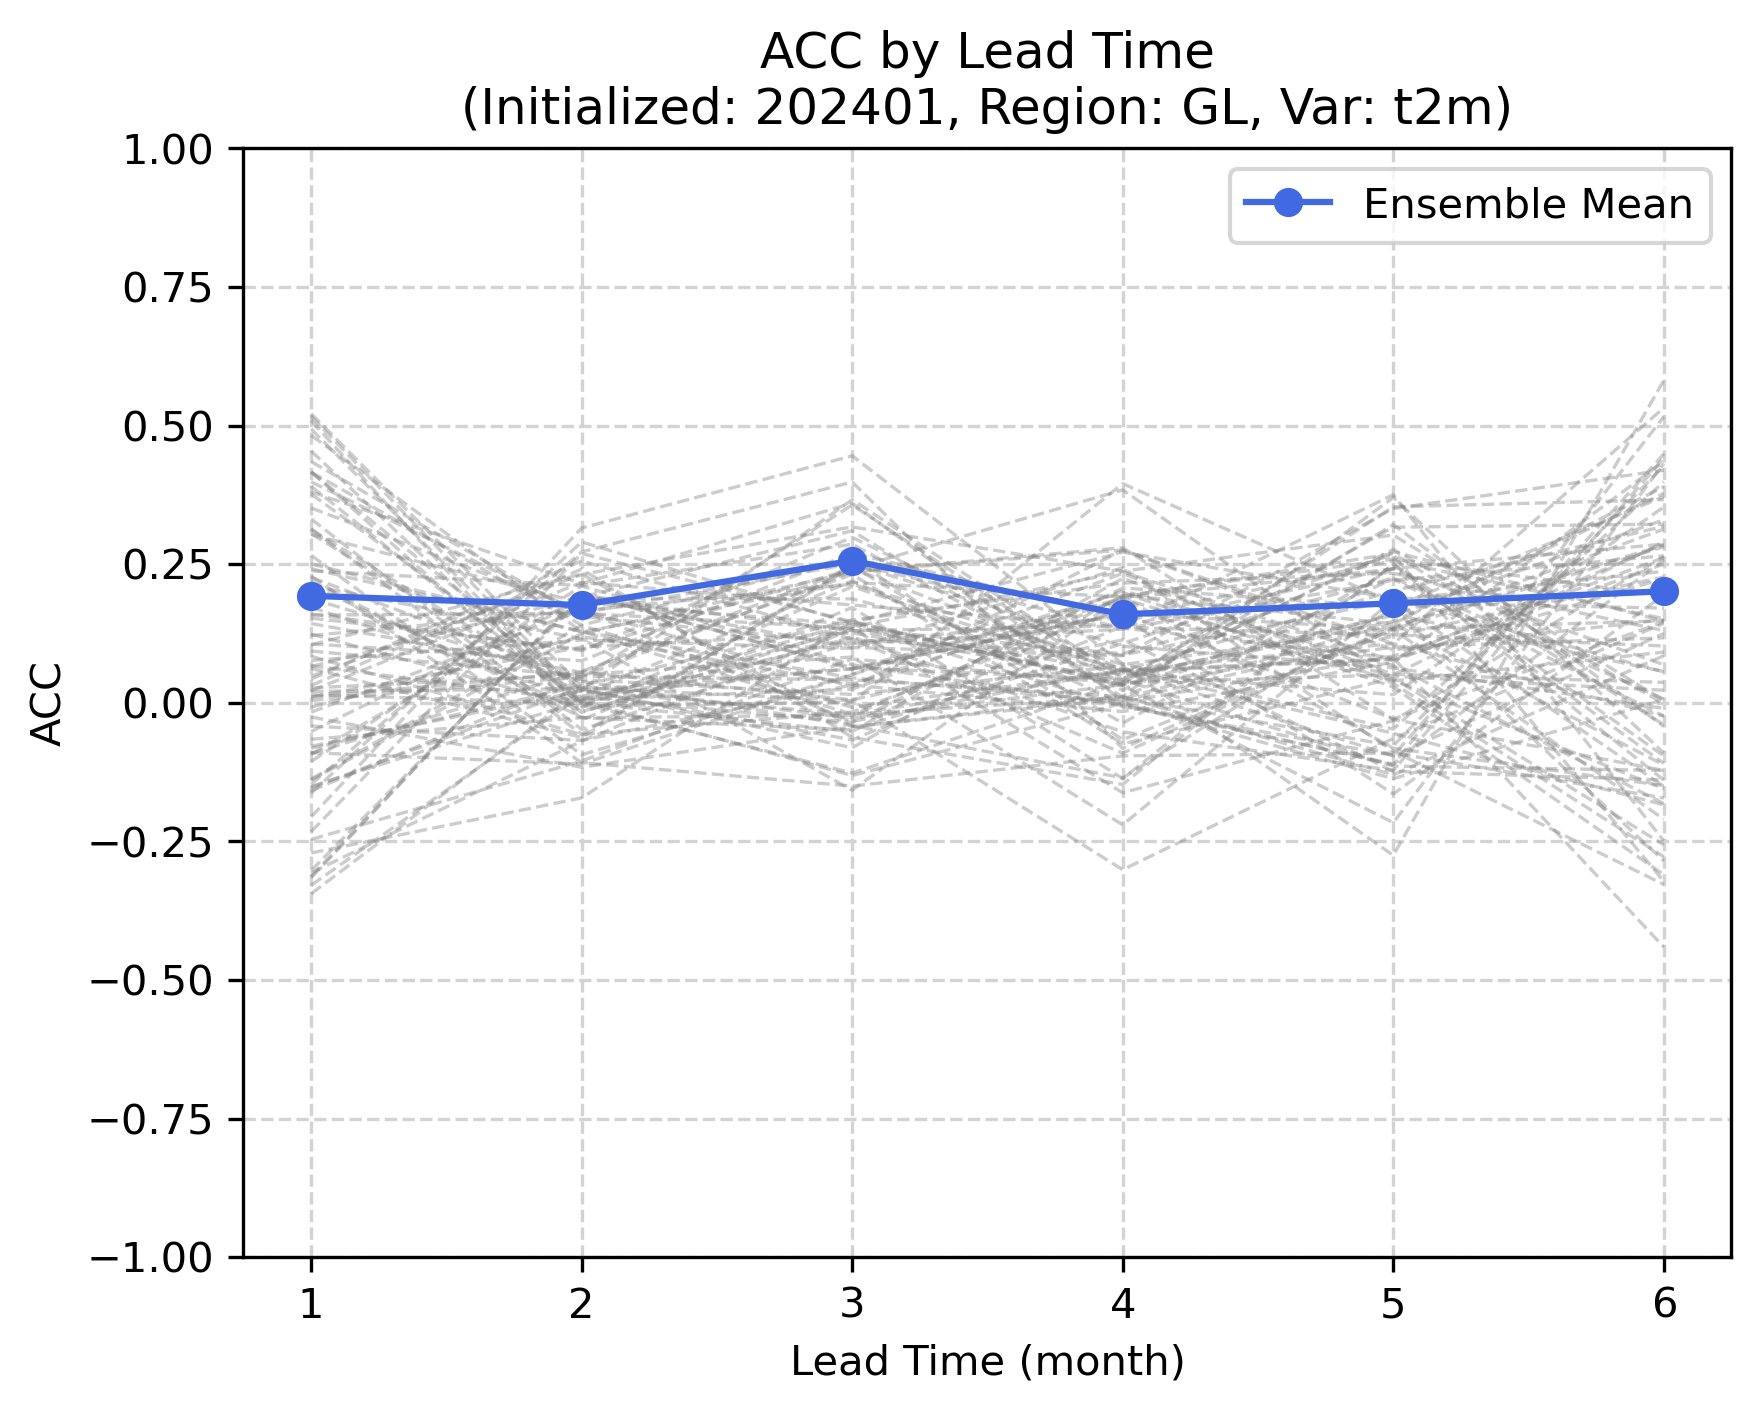 ACC by Lead Time
(Initialized: 202401, Region: GL, Var: t2m)
Ensemble Mean
1.00
0.75
0.50
0.25
0.00
−0.25
−0.50
−0.75
−1.00
ACC
1 2 3 4 5 6
Lead Time (month)